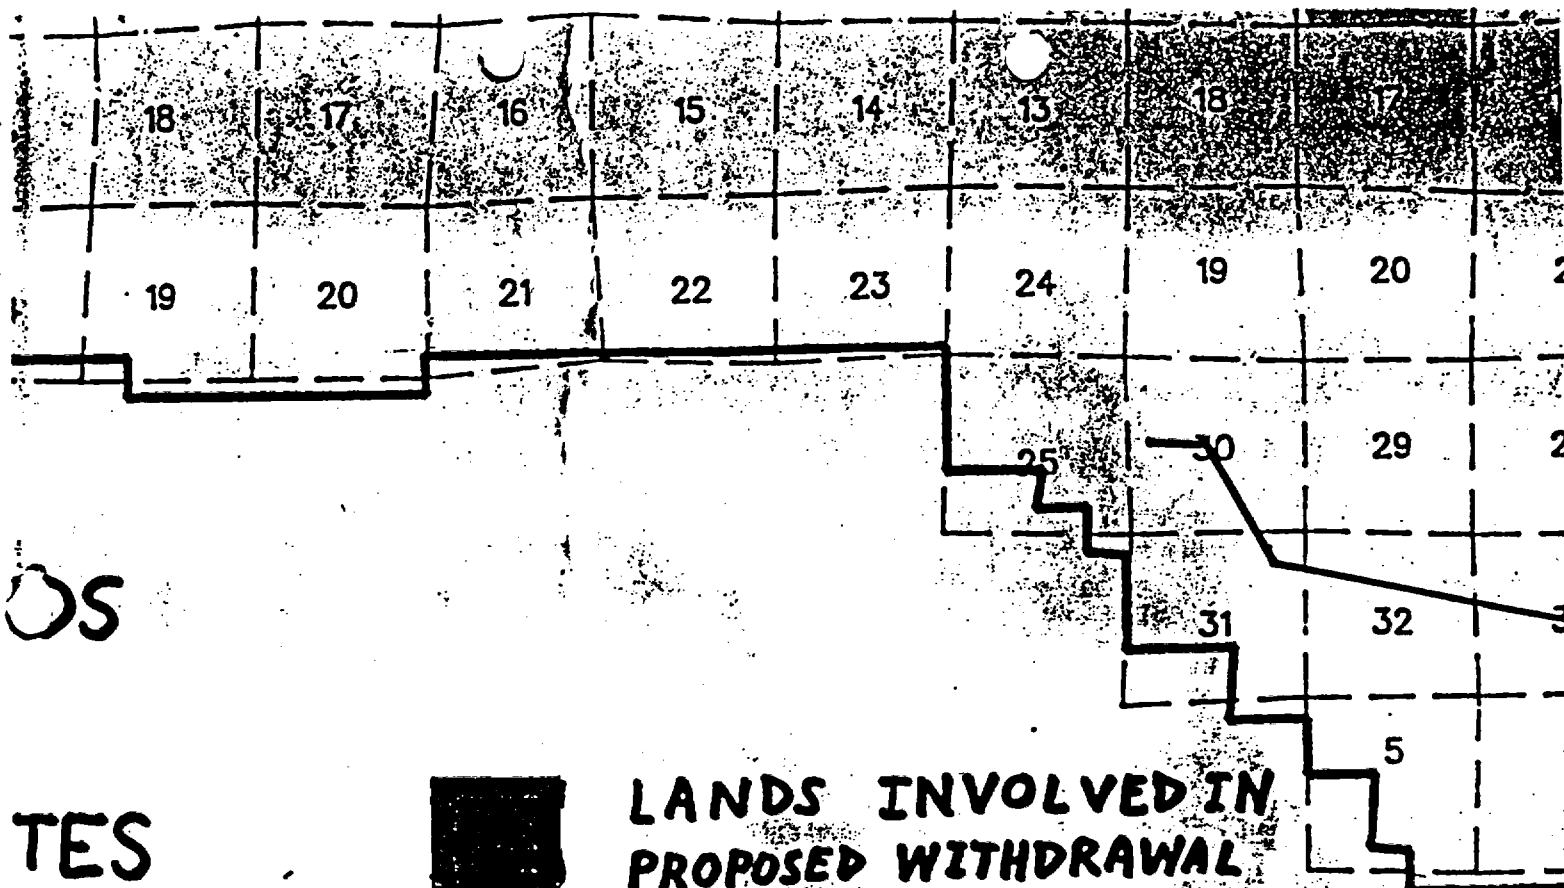 18 17 16 15 14 13 18 17
19 20 21 22 23 24 19 20
25 30 29
OS
31 32
5
LANDS INVOLVED IN
TES
PROPOSED WITHDRAWAL